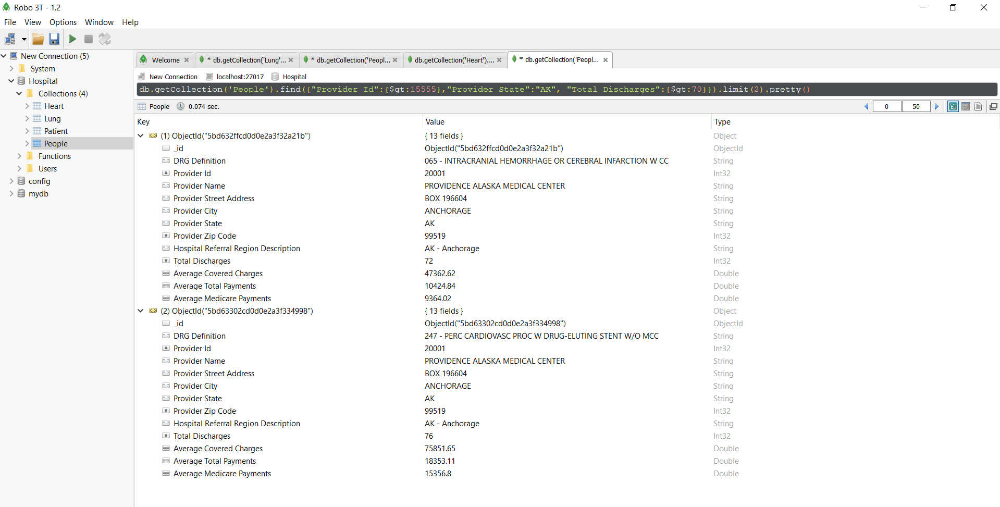 Robo 3T - 1.2
File View Options Window Help
New Connection (5)
System
Hospital
Collections (4)
Heart
Lung
Patient
People
Functions
Users
config
mydb
Welcome * db.getCollection('Lung'... * db.getCollection('Peopl... db.getCollection('Heart').... * db.getCollection('Peopl...
New Connection localhost:27017 Hospital
db.getCollection('People').find({"Provider Id":{$gt:15555},"Provider State":"AK", "Total Discharges":{$gt:70}}).limit(2).pretty()
People 0.074 sec. 0 50
Key Value Type
(1) ObjectId("5bd632ffcd0d0e2a3f32a21b") { 13 fields } Object
_id ObjectId("5bd632ffcd0d0e2a3f32a21b") ObjectId
DRG Definition 065 - INTRACRANIAL HEMORRHAGE OR CEREBRAL INFARCTION W CC String
Provider Id 20001 Int32
Provider Name PROVIDENCE ALASKA MEDICAL CENTER String
Provider Street Address BOX 196604 String
Provider City ANCHORAGE String
Provider State AK String
Provider Zip Code 99519 Int32
Hospital Referral Region Description AK - Anchorage String
Total Discharges 72 Int32
Average Covered Charges 47362.62 Double
Average Total Payments 10424.84 Double
Average Medicare Payments 9364.02 Double
(2) ObjectId("5bd63302cd0d0e2a3f334998") { 13 fields } Object
_id ObjectId("5bd63302cd0d0e2a3f334998") ObjectId
DRG Definition 247 - PERC CARDIOVASC PROC W DRUG-ELUTING STENT W/O MCC String
Provider Id 20001 Int32
Provider Name PROVIDENCE ALASKA MEDICAL CENTER String
Provider Street Address BOX 196604 String
Provider City ANCHORAGE String
Provider State AK String
Provider Zip Code 99519 Int32
Hospital Referral Region Description AK - Anchorage String
Total Discharges 76 Int32
Average Covered Charges 75851.65 Double
Average Total Payments 18353.11 Double
Average Medicare Payments 15356.8 Double